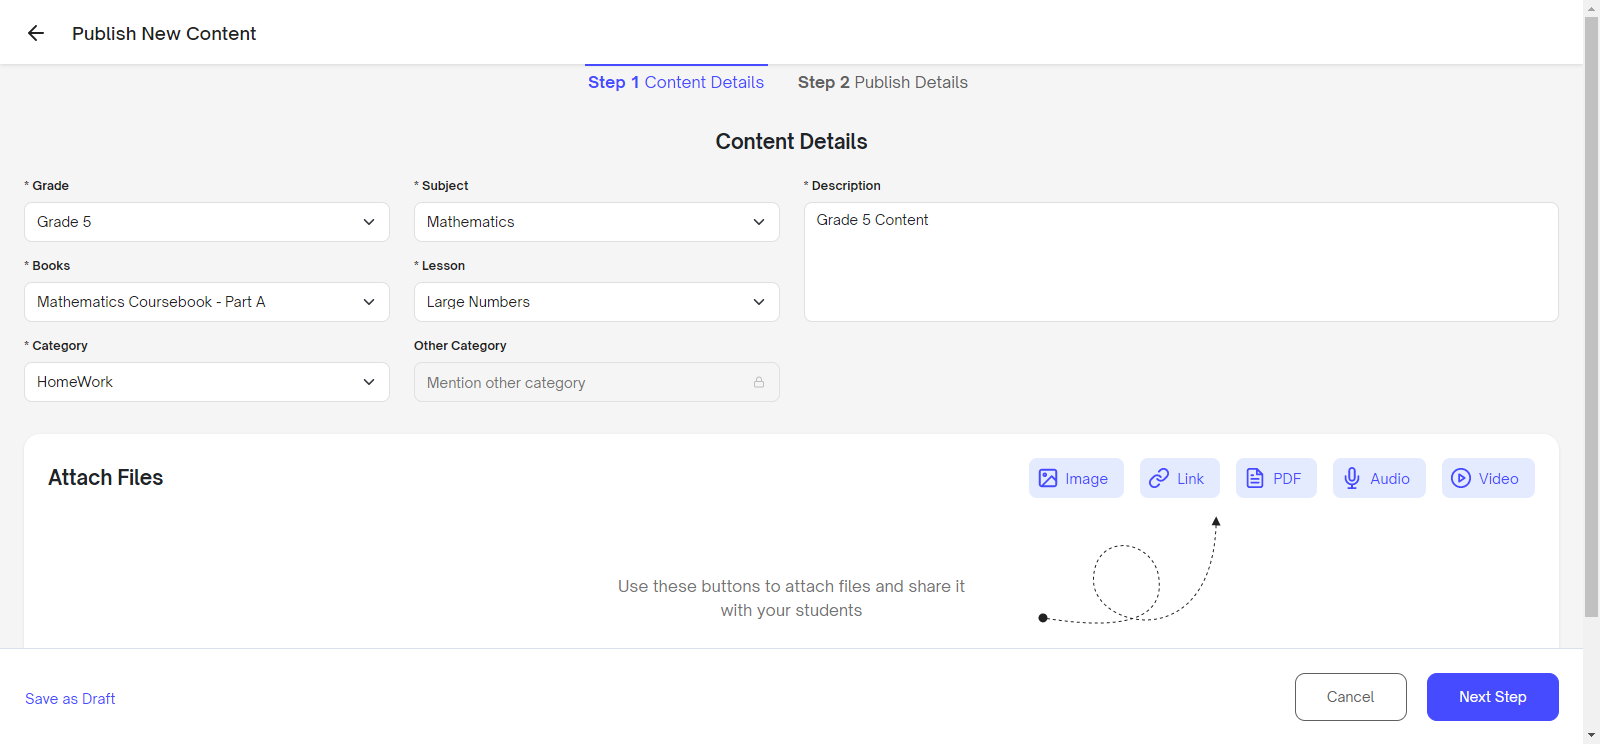 Publish New Content
Step 1 Content Details
Step 2 Publish Details
Content Details
* Grade
* Subject
* Description
Grade 5
Mathematics
Grade 5 Content
* Books
* Lesson
Mathematics Coursebook - Part A
Large Numbers
* Category
Other Category
HomeWork
Mention other category
Attach Files
Image
Link
PDF
Audio
Video
Use these buttons to attach files and share it
with your students
Save as Draft
Cancel
Next Step